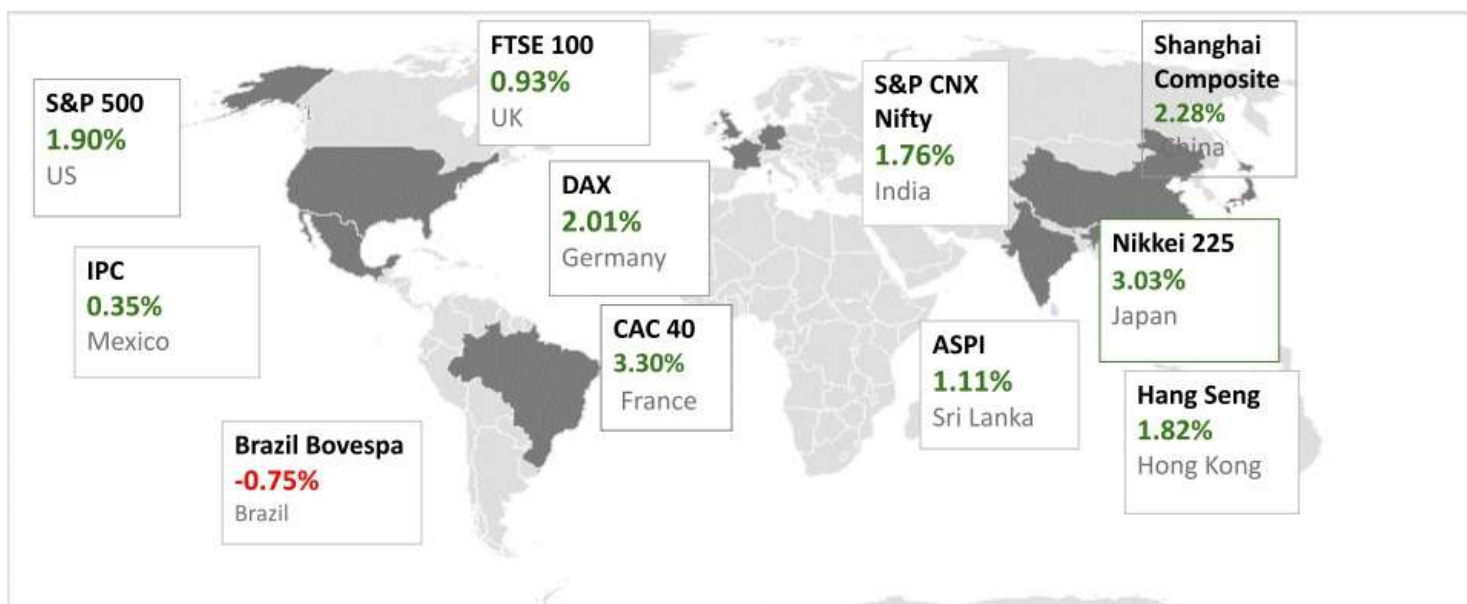 FTSE 100
0.93%
UK
Shanghai
Composite
2.28%
China
S&P CNX
Nifty
1.76%
India
S&P 500
1.90%
US
DAX
2.01%
Germany
Nikkei 225
3.03%
Japan
IPC
0.35%
Mexico
CAC 40
3.30%
France
ASPI
1.11%
Sri Lanka
Hang Seng
1.82%
Hong Kong
Brazil Bovespa
-0.75%
Brazil